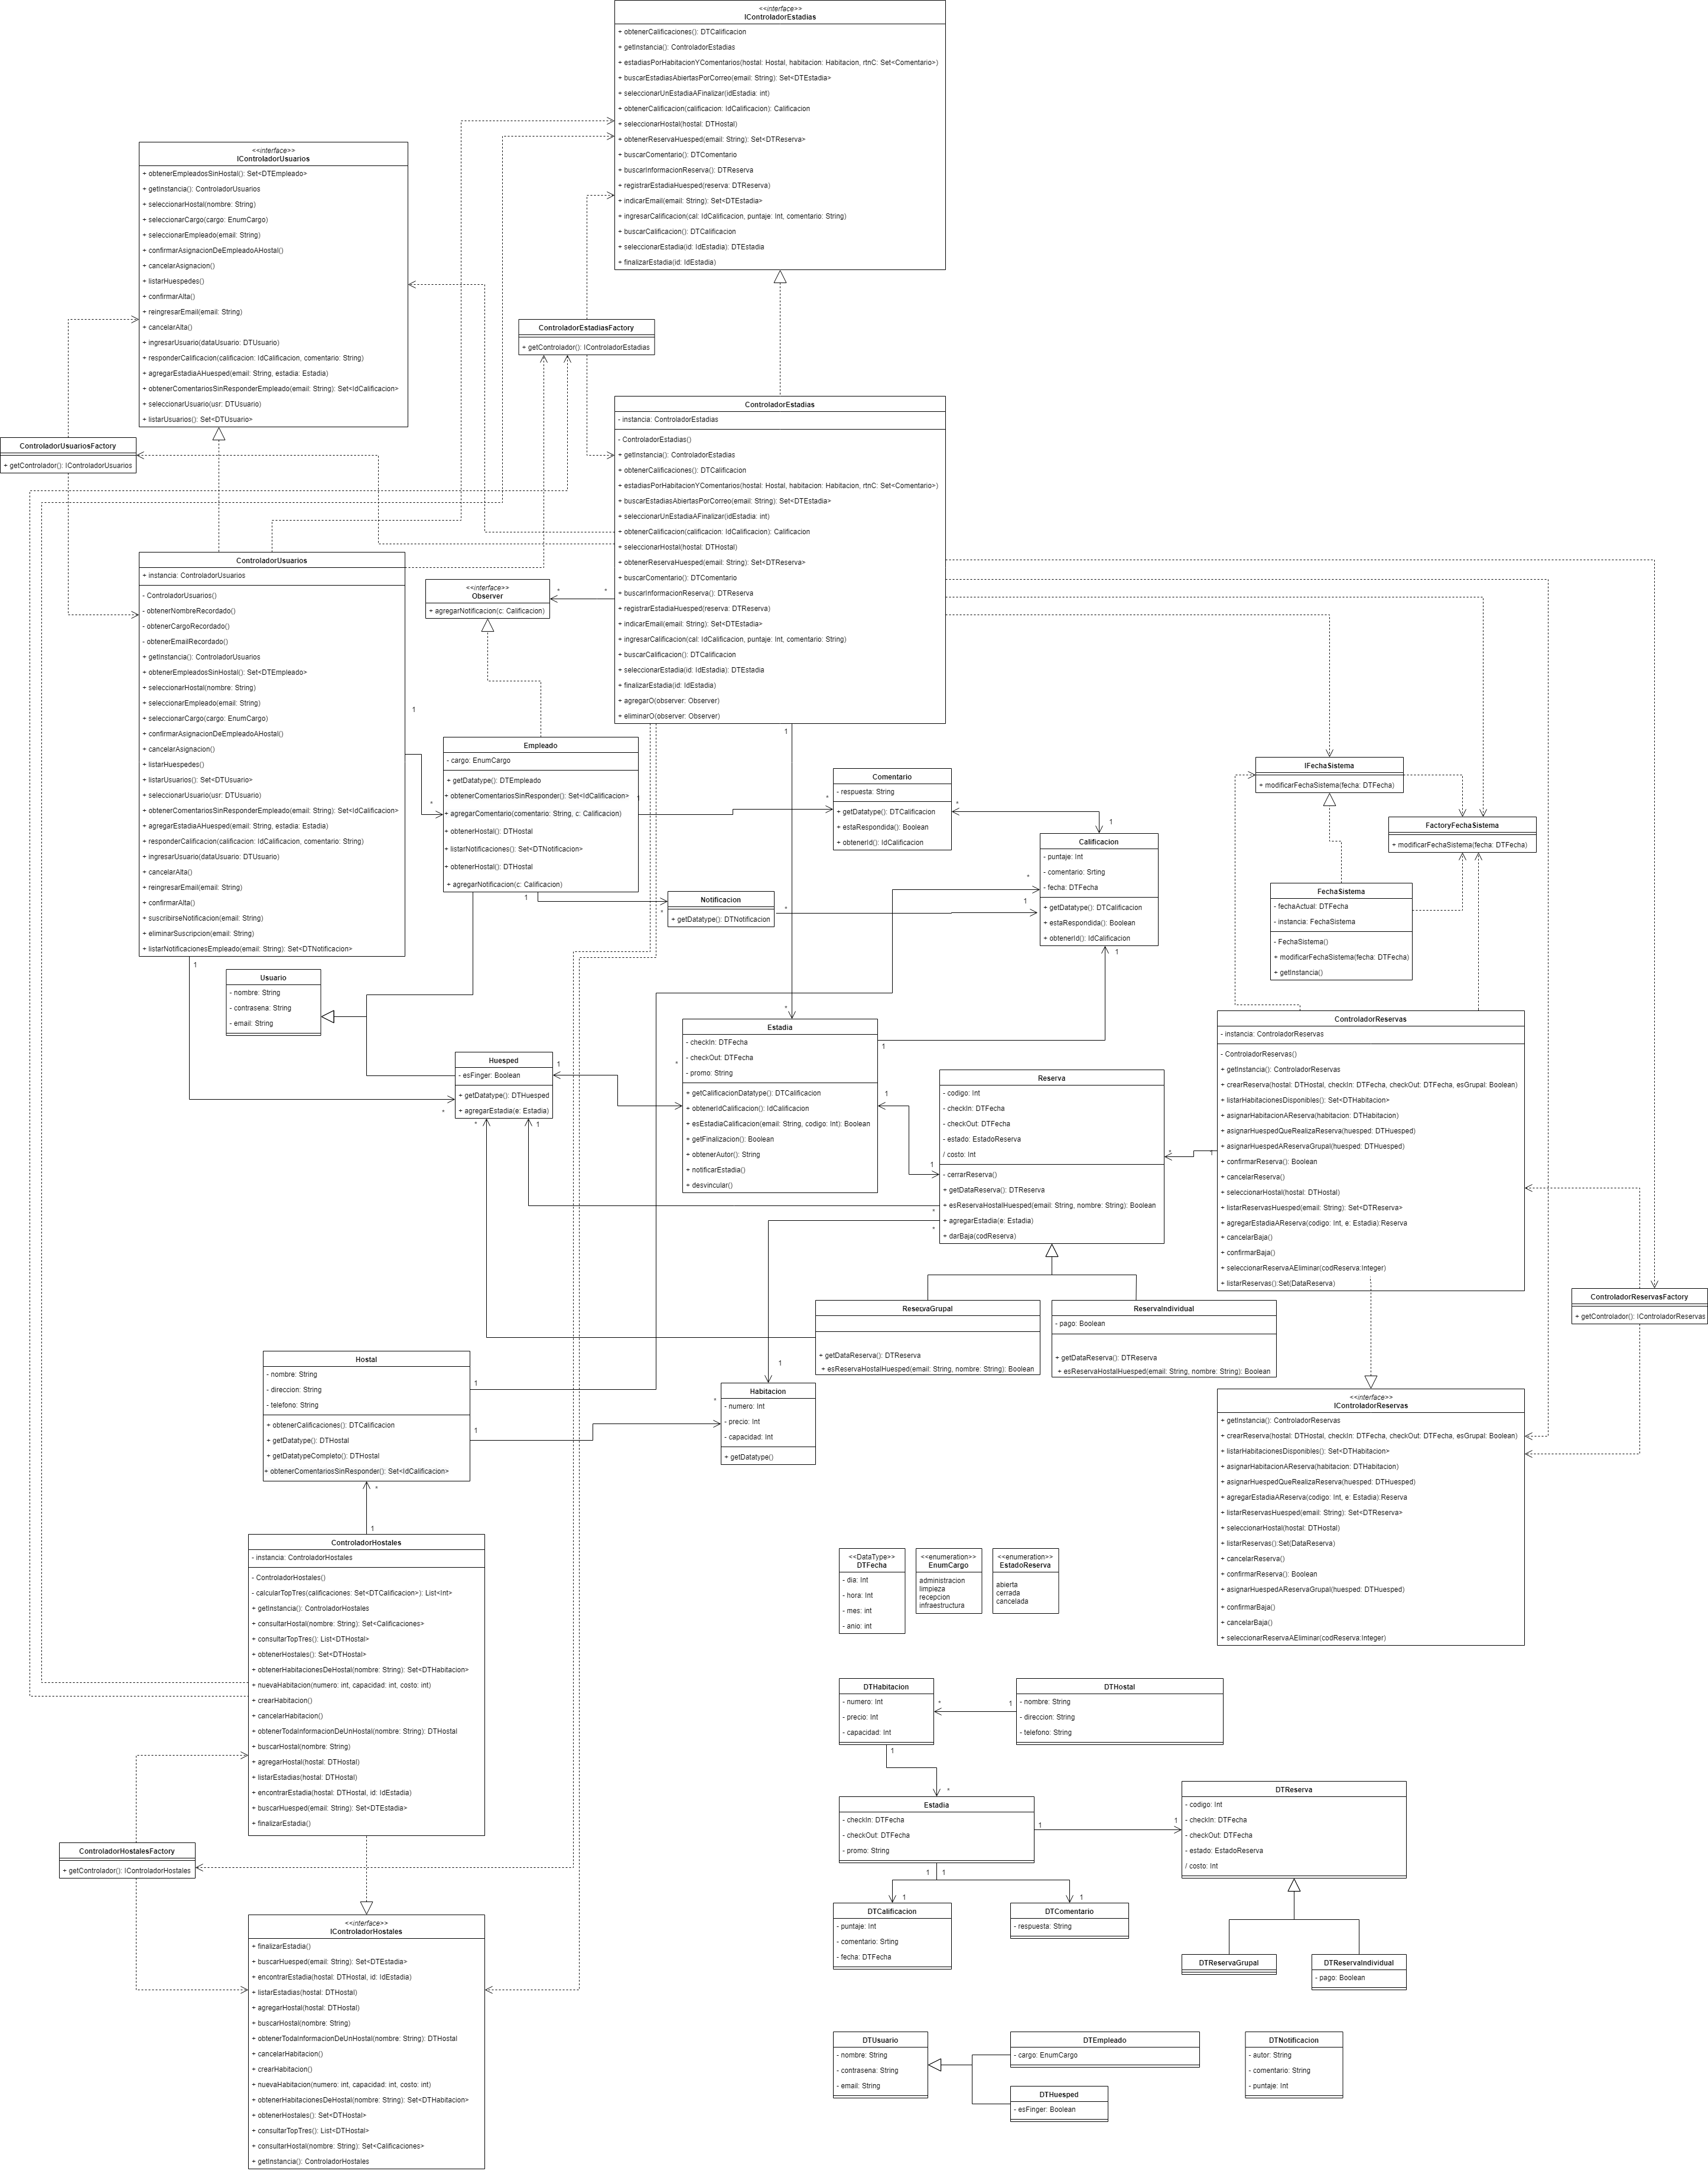 <<interface>>
IControladorEstadias
+ obtenerCalificaciones(): DTCalificacion
+ getInstancia(): ControladorEstadias
+ estadiasPorHabitacionYComentarios(hostal: Hostal, habitacion: Habitacion, rtnC: Set<Comentario>)
+ buscarEstadiasAbiertasPorCorreo(email: String): Set<DTEstadia>
+ seleccionarUnEstadiaAFinalizar(idEstadia: int)
+ obtenerCalificacion(calificacion: IdCalificacion): Calificacion
+ seleccionarHostal(hostal: DTHostal)
+ obtenerReservaHuesped(email: String): Set<DTReserva>
+ buscarComentario(): DTComentario
+ buscarInformacionReserva(): DTReserva
+ registrarEstadiaHuesped(reserva: DTReserva)
+ indicarEmail(email: String): Set<DTEstadia>
+ ingresarCalificacion(cal: IdCalificacion, puntaje: Int, comentario: String)
+ buscarCalificacion(): DTCalificacion
+ seleccionarEstadia(id: IdEstadia): DTEstadia
+ finalizarEstadia(id: IdEstadia)
<<interface>>
IControladorUsuarios
+ obtenerEmpleadosSinHostal(): Set<DTEmpleado>
+ getInstancia(): ControladorUsuarios
+ seleccionarHostal(nombre: String)
+ seleccionarCargo(cargo: EnumCargo)
+ seleccionarEmpleado(email: String)
+ confirmarAsignacionDeEmpleadoAHostal()
+ cancelarAsignacion()
+ listarHuespedes()
+ confirmarAlta()
+ reingresarEmail(email: String)
+ cancelarAlta()
+ ingresarUsuario(dataUsuario: DTUsuario)
+ responderCalificacion(calificacion: IdCalificacion, comentario: String)
+ agregarEstadiaAHuesped(email: String, estadia: Estadia)
+ obtenerComentariosSinResponderEmpleado(email: String): Set<IdCalificacion>
+ seleccionarUsuario(usr: DTUsuario)
+ listarUsuarios(): Set<DTUsuario>
ControladorEstadiasFactory
+ getControlador(): IControladorEstadias
ControladorUsuariosFactory
+ getControlador(): IControladorUsuarios
ControladorEstadias
- instancia: ControladorEstadias
- ControladorEstadias()
+ getInstancia(): ControladorEstadias
+ obtenerCalificaciones(): DTCalificacion
+ estadiasPorHabitacionYComentarios(hostal: Hostal, habitacion: Habitacion, rtnC: Set<Comentario>)
+ buscarEstadiasAbiertasPorCorreo(email: String): Set<DTEstadia>
+ seleccionarUnEstadiaAFinalizar(idEstadia: int)
+ obtenerCalificacion(calificacion: IdCalificacion): Calificacion
+ seleccionarHostal(hostal: DTHostal)
+ obtenerReservaHuesped(email: String): Set<DTReserva>
+ buscarComentario(): DTComentario
+ buscarInformacionReserva(): DTReserva
+ registrarEstadiaHuesped(reserva: DTReserva)
+ indicarEmail(email: String): Set<DTEstadia>
+ ingresarCalificacion(cal: IdCalificacion, puntaje: Int, comentario: String)
+ buscarCalificacion(): DTCalificacion
+ seleccionarEstadia(id: IdEstadia): DTEstadia
+ finalizarEstadia(id: IdEstadia)
+ agregarO(observer: Observer)
+ eliminarO(observer: Observer)
ControladorUsuarios
+ instancia: ControladorUsuarios
- ControladorUsuarios()
- obtenerNombreRecordado()
- obtenerCargoRecordado()
- obtenerEmailRecordado()
+ getInstancia(): ControladorUsuarios
+ obtenerEmpleadosSinHostal(): Set<DTEmpleado>
+ seleccionarHostal(nombre: String)
+ seleccionarEmpleado(email: String)
+ seleccionarCargo(cargo: EnumCargo)
+ confirmarAsignacionDeEmpleadoAHostal()
+ cancelarAsignacion()
+ listarHuespedes()
+ listarUsuarios(): Set<DTUsuario>
+ seleccionarUsuario(usr: DTUsuario)
+ obtenerComentariosSinResponderEmpleado(email: String): Set<IdCalificacion>
+ agregarEstadiaAHuesped(email: String, estadia: Estadia)
+ responderCalificacion(calificacion: IdCalificacion, comentario: String)
+ ingresarUsuario(dataUsuario: DTUsuario)
+ cancelarAlta()
+ reingresarEmail(email: String)
+ confirmarAlta()
+ suscribirseNotificacion(email: String)
+ eliminarSuscripcion(email: String)
+ listarNotificacionesEmpleado(email: String): Set<DTNotificacion>
<<interface>>
Observer
+ agregarNotificacion(c: Calificacion)
* *
1
*
Empleado
- cargo: EnumCargo
+ getDatatype(): DTEmpleado
+ obtenerComentariosSinResponder(): Set<IdCalificacion>
+ agregarComentario(comentario: String, c: Calificacion)
+ obtenerHostal(): DTHostal
+ listarNotificaciones(): Set<DTNotificacion>
+ obtenerHostal(): DTHostal
+ agregarNotificacion(c: Calificacion)
1
*
1
*
Comentario
- respuesta: String
+ getDatatype(): DTCalificacion
+ estaRespondida(): Boolean
+ obtenerId(): IdCalificacion
*
1
Calificacion
- puntaje: Int
- comentario: Srting
- fecha: DTFecha
+ getDatatype(): DTCalificacion
+ estaRespondida(): Boolean
+ obtenerId(): IdCalificacion
*
1
1
Notificacion
+ getDatatype(): DTNotificacion
*
IFechaSistema
+ modificarFechaSistema(fecha: DTFecha)
FactoryFechaSistema
+ modificarFechaSistema(fecha: DTFecha)
FechaSistema
- fechaActual: DTFecha
- instancia: FechaSistema
- FechaSistema()
+ modificarFechaSistema(fecha: DTFecha)
+ getInstancia()
1
Usuario
- nombre: String
- contrasena: String
- email: String
1
*
Estadia
- checkIn: DTFecha
- checkOut: DTFecha
- promo: String
+ getCalificacionDatatype(): DTCalificacion
+ obtenerIdCalificacion(): IdCalificacion
+ esEstadiaCalificacion(email: String, codigo: Int): Boolean
+ getFinalizacion(): Boolean
+ obtenerAutor(): String
+ notificarEstadia()
+ desvincular()
*
1
1
1
Huesped
- esFinger: Boolean
+ getDatatype(): DTHuesped
+ agregarEstadia(e: Estadia)
1
*
*
1
Reserva
- codigo: Int
- checkIn: DTFecha
- checkOut: DTFecha
- estado: EstadoReserva
/ costo: Int
- cerrarReserva()
+ getDataReserva(): DTReserva
+ esReservaHostalHuesped(email: String, nombre: String): Boolean
+ agregarEstadia(e: Estadia)
+ darBaja(codReserva)
*
*
*
1
ControladorReservas
- instancia: ControladorReservas
- ControladorReservas()
+ getInstancia(): ControladorReservas
+ crearReserva(hostal: DTHostal, checkIn: DTFecha, checkOut: DTFecha, esGrupal: Boolean)
+ listarHabitacionesDisponibles(): Set<DTHabitacion>
+ asignarHabitacionAReserva(habitacion: DTHabitacion)
+ asignarHuespedQueRealizaReserva(huesped: DTHuesped)
+ asignarHuespedAReservaGrupal(huesped: DTHuesped)
+ confirmarReserva(): Boolean
+ cancelarReserva()
+ seleccionarHostal(hostal: DTHostal)
+ listarReservasHuesped(email: String): Set<DTReserva>
+ agregarEstadiaAReserva(codigo: Int, e: Estadia):Reserva
+ cancelarBaja()
+ confirmarBaja()
+ seleccionarReservaAEliminar(codReserva:Integer)
+ listarReservas():Set(DataReserva)
ControladorReservasFactory
+ getControlador(): IControladorReservas
ReservaGrupal
+ getDataReserva(): DTReserva
+ esReservaHostalHuesped(email: String, nombre: String): Boolean
ReservaIndividual
- pago: Boolean
+ getDataReserva(): DTReserva
+ esReservaHostalHuesped(email: String, nombre: String): Boolean
Hostal
- nombre: String
- direccion: String
- telefono: String
+ obtenerCalificaciones(): DTCalificacion
+ getDatatype(): DTHostal
+ getDatatypeCompleto(): DTHostal
+ obtenerComentariosSinResponder(): Set<IdCalificacion>
1
1
*
1
1
*
Habitacion
- numero: Int
- precio: Int
- capacidad: Int
+ getDatatype()
<<interface>>
IControladorReservas
+ getInstancia(): ControladorReservas
+ crearReserva(hostal: DTHostal, checkIn: DTFecha, checkOut: DTFecha, esGrupal: Boolean)
+ listarHabitacionesDisponibles(): Set<DTHabitacion>
+ asignarHabitacionAReserva(habitacion: DTHabitacion)
+ asignarHuespedQueRealizaReserva(huesped: DTHuesped)
+ agregarEstadiaAReserva(codigo: Int, e: Estadia):Reserva
+ listarReservasHuesped(email: String): Set<DTReserva>
+ seleccionarHostal(hostal: DTHostal)
+ listarReservas():Set(DataReserva)
+ cancelarReserva()
+ confirmarReserva(): Boolean
+ asignarHuespedAReservaGrupal(huesped: DTHuesped)
+ confirmarBaja()
+ cancelarBaja()
+ seleccionarReservaAEliminar(codReserva:Integer)
ControladorHostales
- instancia: ControladorHostales
- ControladorHostales()
- calcularTopTres(calificaciones: Set<DTCalificacion>): List<Int>
+ getInstancia(): ControladorHostales
+ consultarHostal(nombre: String): Set<Calificaciones>
+ consultarTopTres(): List<DTHostal>
+ obtenerHostales(): Set<DTHostal>
+ obtenerHabitacionesDeHostal(nombre: String): Set<DTHabitacion>
+ nuevaHabitacion(numero: int, capacidad: int, costo: int)
+ crearHabitacion()
+ cancelarHabitacion()
+ obtenerTodaInformacionDeUnHostal(nombre: String): DTHostal
+ buscarHostal(nombre: String)
+ agregarHostal(hostal: DTHostal)
+ listarEstadias(hostal: DTHostal)
+ encontrarEstadia(hostal: DTHostal, id: IdEstadia)
+ buscarHuesped(email: String): Set<DTEstadia>
+ finalizarEstadia()
<<DataType>>
DTFecha
- dia: Int
- hora: Int
- mes: int
- anio: int
<<enumeration>>
EnumCargo
administracion
limpieza
recepcion
infraestructura
<<enumeration>>
EstadoReserva
abierta
cerrada
cancelada
DTHabitacion
- numero: Int
- precio: Int
- capacidad: Int
* 1
DTHostal
- nombre: String
- direccion: String
- telefono: String
1
*
Estadia
- checkIn: DTFecha
- checkOut: DTFecha
- promo: String
1 1
DTReserva
- codigo: Int
- checkIn: DTFecha
- checkOut: DTFecha
- estado: EstadoReserva
/ costo: Int
1 1
1 1
DTCalificacion
- puntaje: Int
- comentario: Srting
- fecha: DTFecha
DTComentario
- respuesta: String
DTReservaGrupal
DTReservaIndividual
- pago: Boolean
ControladorHostalesFactory
+ getControlador(): IControladorHostales
<<interface>>
IControladorHostales
+ finalizarEstadia()
+ buscarHuesped(email: String): Set<DTEstadia>
+ encontrarEstadia(hostal: DTHostal, id: IdEstadia)
+ listarEstadias(hostal: DTHostal)
+ agregarHostal(hostal: DTHostal)
+ buscarHostal(nombre: String)
+ obtenerTodaInformacionDeUnHostal(nombre: String): DTHostal
+ cancelarHabitacion()
+ crearHabitacion()
+ nuevaHabitacion(numero: int, capacidad: int, costo: int)
+ obtenerHabitacionesDeHostal(nombre: String): Set<DTHabitacion>
+ obtenerHostales(): Set<DTHostal>
+ consultarTopTres(): List<DTHostal>
+ consultarHostal(nombre: String): Set<Calificaciones>
+ getInstancia(): ControladorHostales
DTUsuario
- nombre: String
- contrasena: String
- email: String
DTEmpleado
- cargo: EnumCargo
DTHuesped
- esFinger: Boolean
DTNotificacion
- autor: String
- comentario: String
- puntaje: Int